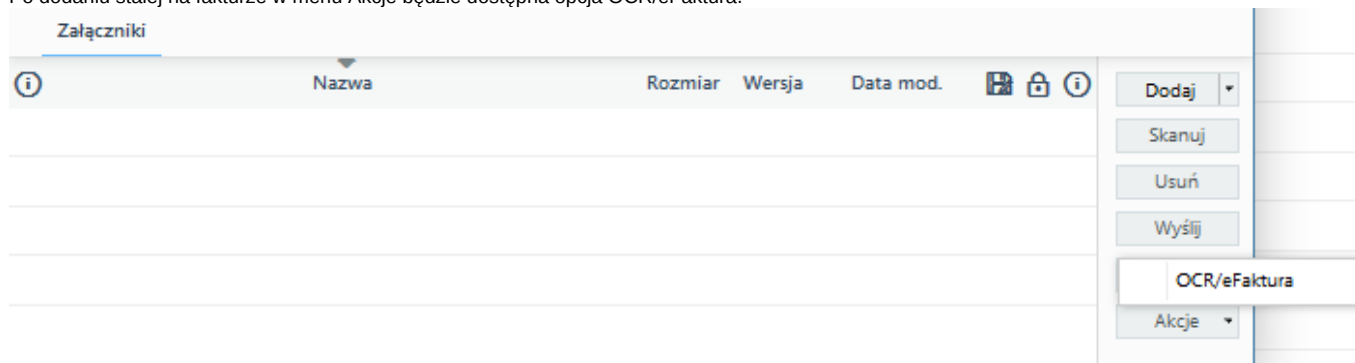 Po dodaniu stałej na fakturze w menu Akcje będzie dostępna opcja OCR/eFaktura.
Załączniki
Nazwa Rozmiar Wersja Data mod.
Dodaj
Skanuj
Usuń
Wyślij
OCR/eFaktura
Akcje